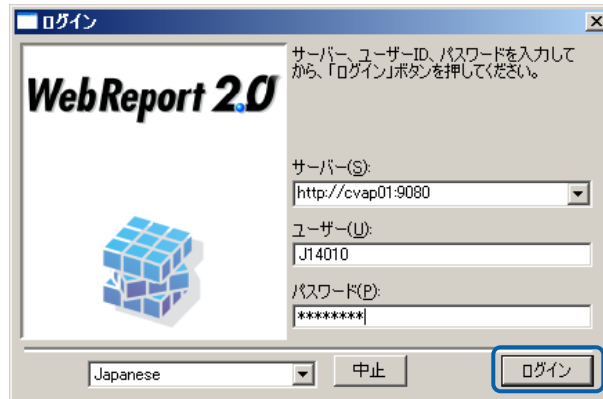 ログイン
WebReport 2.0
サーバー、ユーザーID、パスワードを入力して
から、「ログイン」ボタンを押してください。
サーバー(S):
http://cvap01:9080
ユーザー(U):
J14010
パスワード(P):
********
Japanese
中止
ログイン